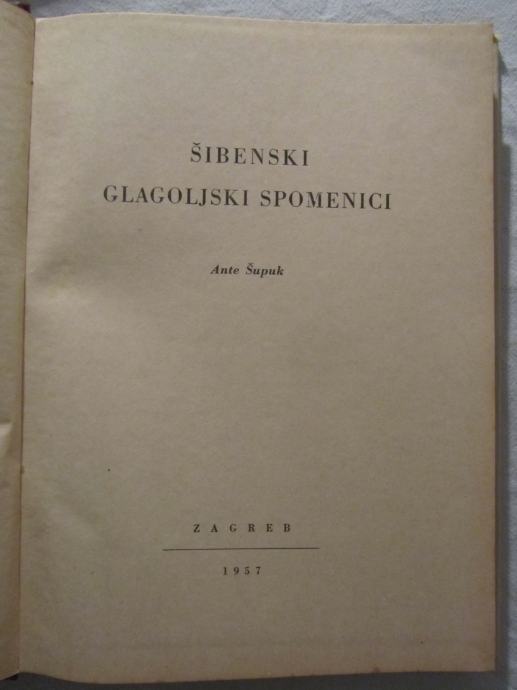 ŠIBENSKI
GLAGOLJSKI SPOMENICI
Ante Šupuk
ZAGREB
1957